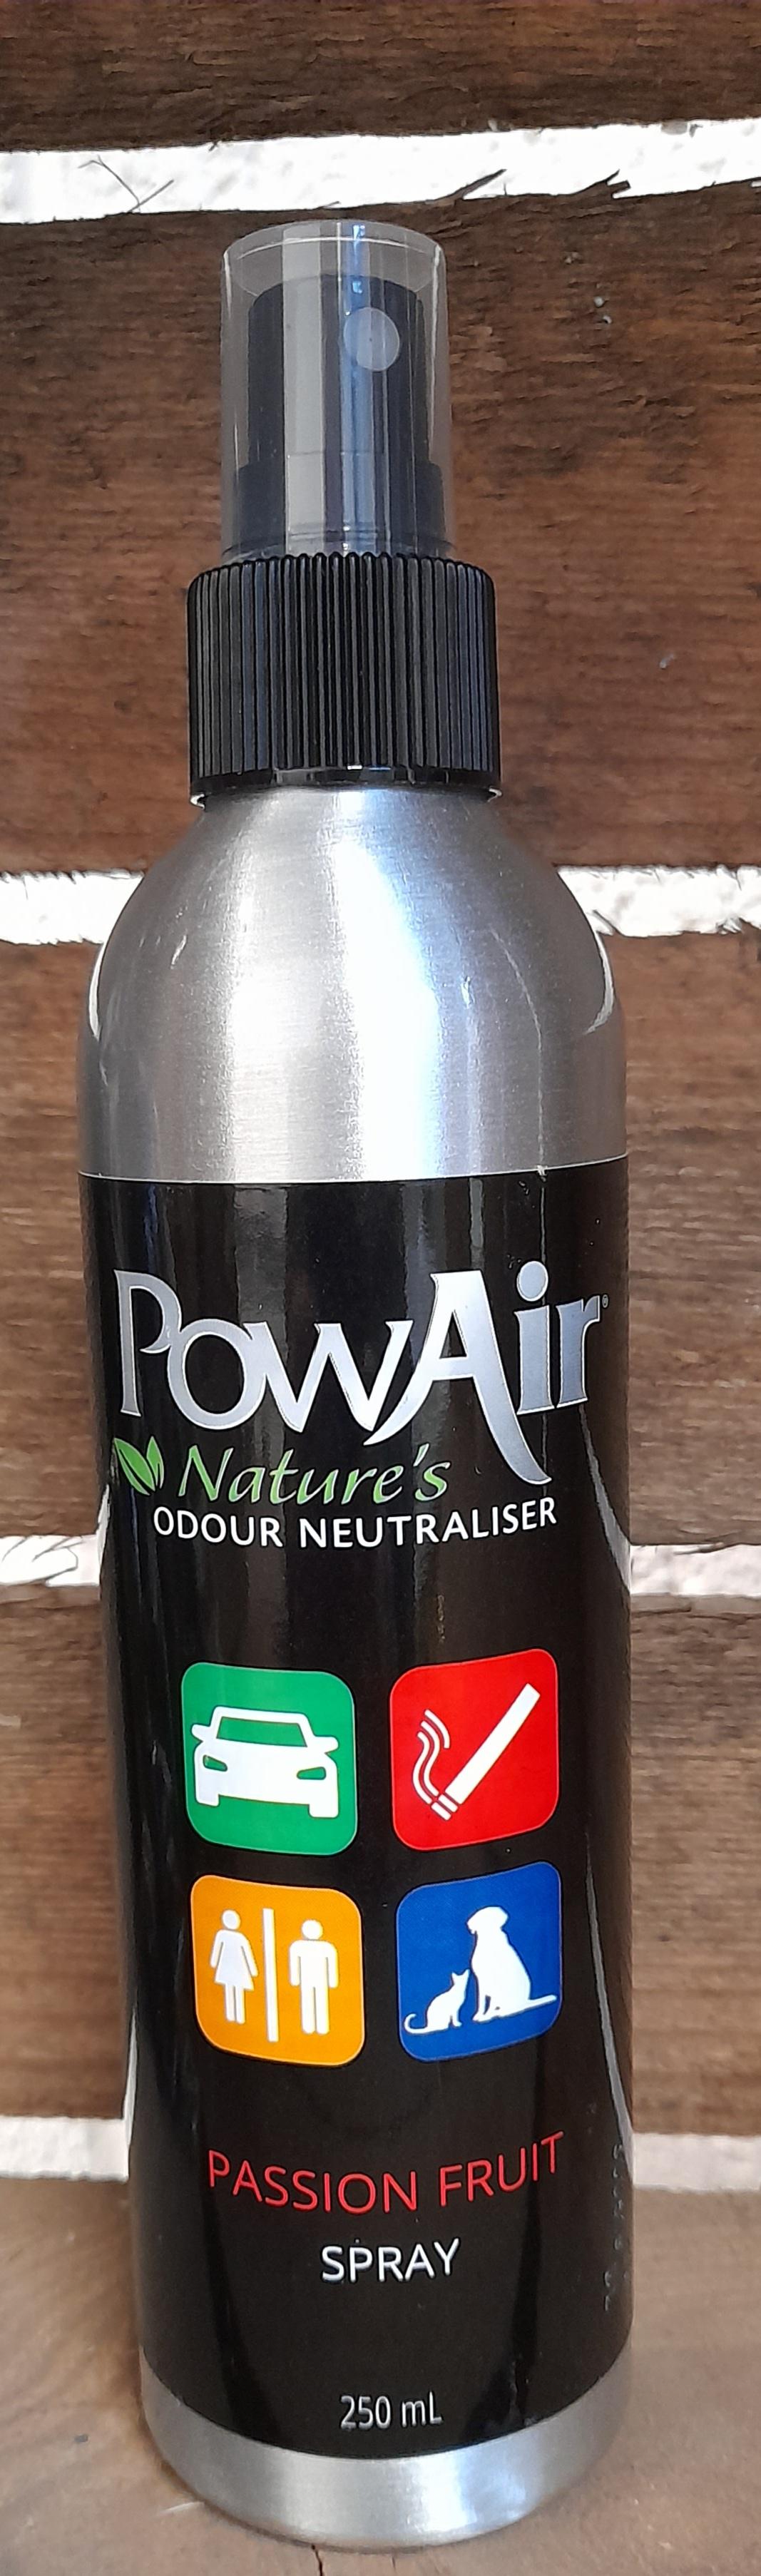 PowAir®
Nature's
ODOUR NEUTRALISER
PASSION FRUIT
SPRAY
250 mL